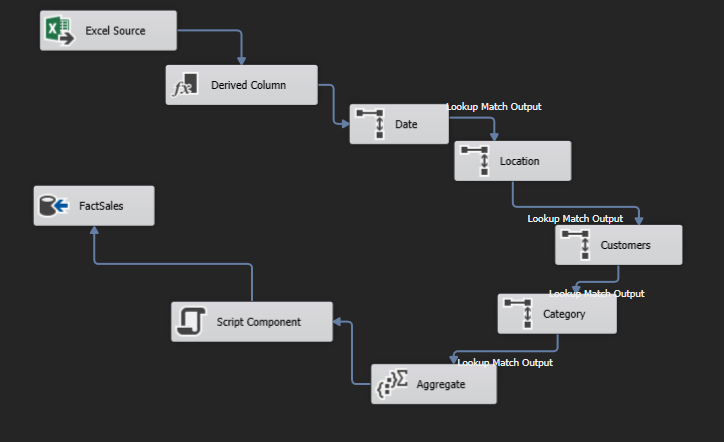 Excel Source
Derived Column
Date
Lookup Match Output
Location
Lookup Match Output
Customers
Lookup Match Output
Category
Lookup Match Output
Aggregate
Script Component
FactSales